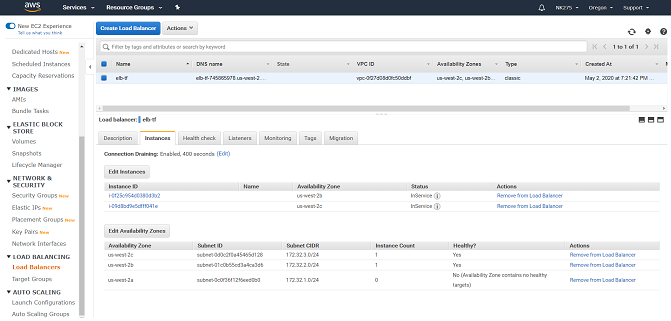 aws Services Resource Groups NK275 Oregon Support
New EC2 Experience
Tell us what you think
Create Load Balancer Actions
Filter by tags and attributes or search by keyword
1 to 1 of 1
Dedicated Hosts New
Scheduled Instances
Capacity Reservations
IMAGES
AMIs
Bundle Tasks
ELASTIC BLOCK STORE
Volumes
Snapshots
Lifecycle Manager
NETWORK & SECURITY
Security Groups New
Elastic IPs New
Placement Groups New
Key Pairs New
Network Interfaces
LOAD BALANCING
Load Balancers
Target Groups
AUTO SCALING
Launch Configurations
Auto Scaling Groups
Name DNS name State VPC ID Availability Zones Type Created At
elb-tf elb-tf-745865978.us-west-2... vpc-0f27d08d0fc50ddbf us-west-2c, us-west-2b... classic May 2, 2020 at 7:21:42 PM
Load balancer: elb-tf
Description Instances Health check Listeners Monitoring Tags Migration
Connection Draining: Enabled, 400 seconds (Edit)
Edit Instances
Instance ID Name Availability Zone Status Actions
i-0f25c954d0380d3b2 us-west-2b InService Remove from Load Balancer
i-09d8bd9e5dff041e us-west-2c InService Remove from Load Balancer
Edit Availability Zones
Availability Zone Subnet ID Subnet CIDR Instance Count Healthy? Actions
us-west-2c subnet-0d0c2f0a45465d128 172.32.3.0/24 1 Yes Remove from Load Balancer
us-west-2b subnet-01c0b55cd3a4ca3d6 172.32.2.0/24 1 Yes Remove from Load Balancer
us-west-2a subnet-0c0f36f12f6eed0b0 172.32.1.0/24 0 No (Availability Zone contains no healthy targets) Remove from Load Balancer